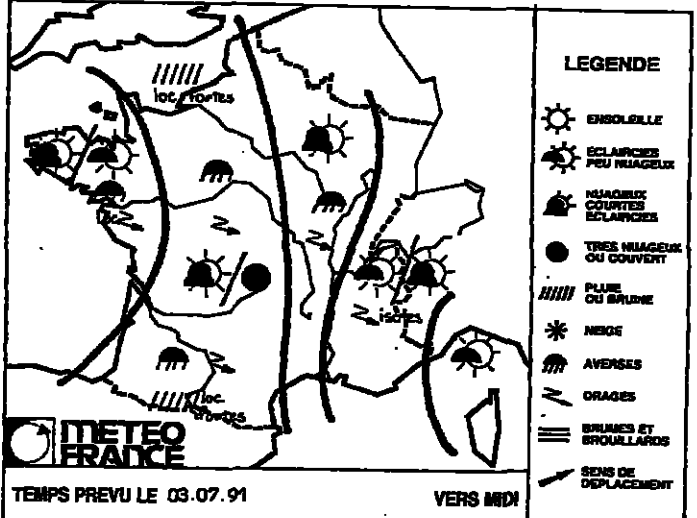 loc. fortes
isolés
loc.
fortes
METEO
FRANCE
TEMPS PREVU LE 03.07.91
VERS MIDI
LEGENDE
ENSOLEILLE
ECLAIRCIES
PEU NUAGEUX
NUAGEUX
COURTES
ECLAIRCIES
TRES NUAGEUX
OU COUVERT
PLUIE
OU BRUINE
NEIGE
AVERSES
ORAGES
BRUMES ET
BROUILLARDS
SENS DE
DEPLACEMENT